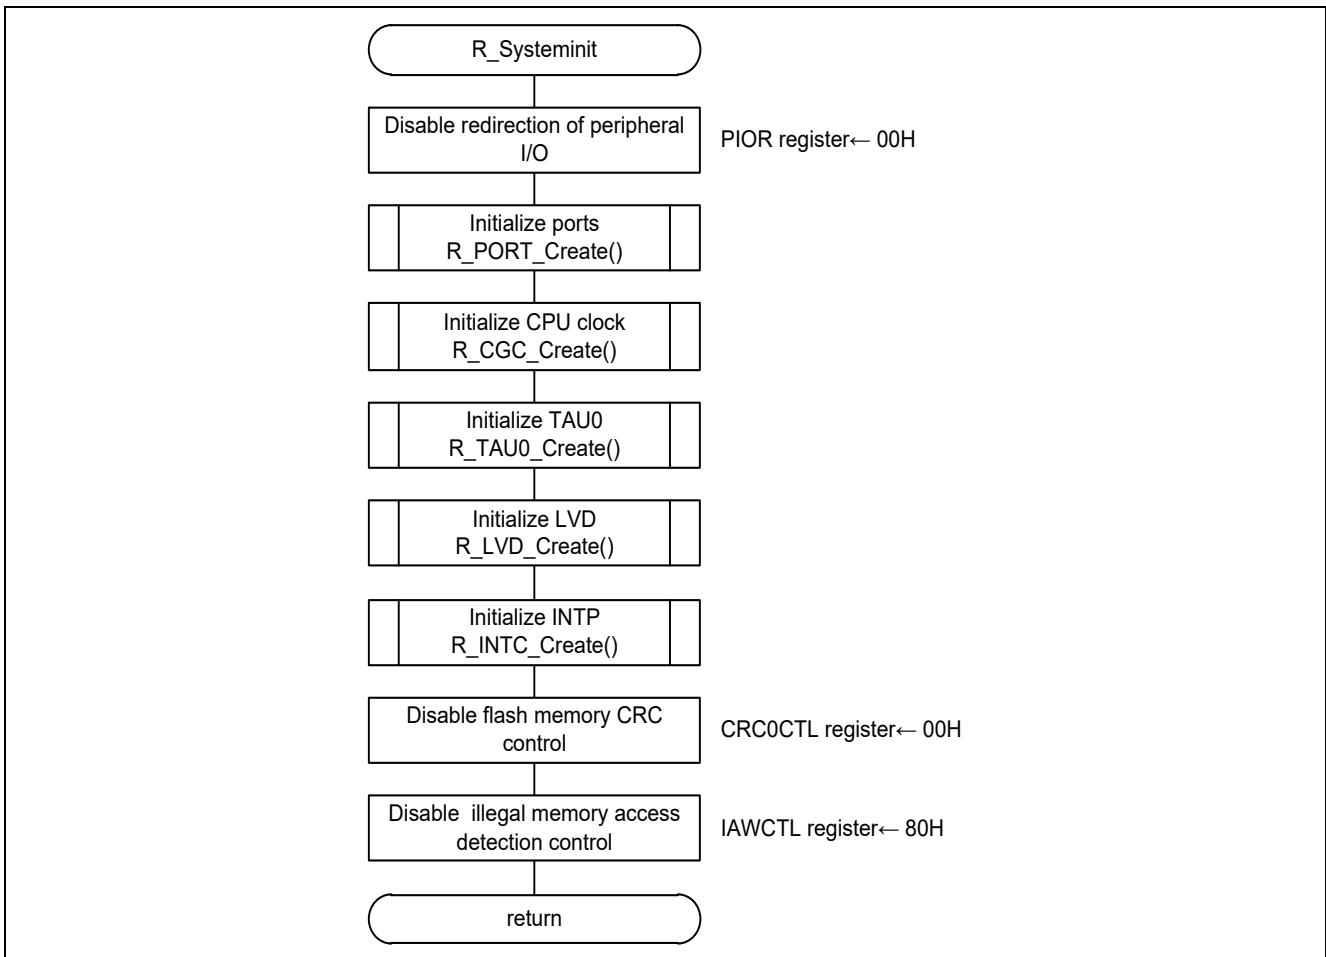 R_Systeminit
Disable redirection of peripheral
I/O
PIOR register← 00H
Initialize ports
R_PORT_Create()
Initialize CPU clock
R_CGC_Create()
Initialize TAU0
R_TAU0_Create()
Initialize LVD
R_LVD_Create()
Initialize INTP
R_INTC_Create()
Disable flash memory CRC
control
CRC0CTL register← 00H
Disable  illegal memory access
detection control
IAWCTL register← 80H
return